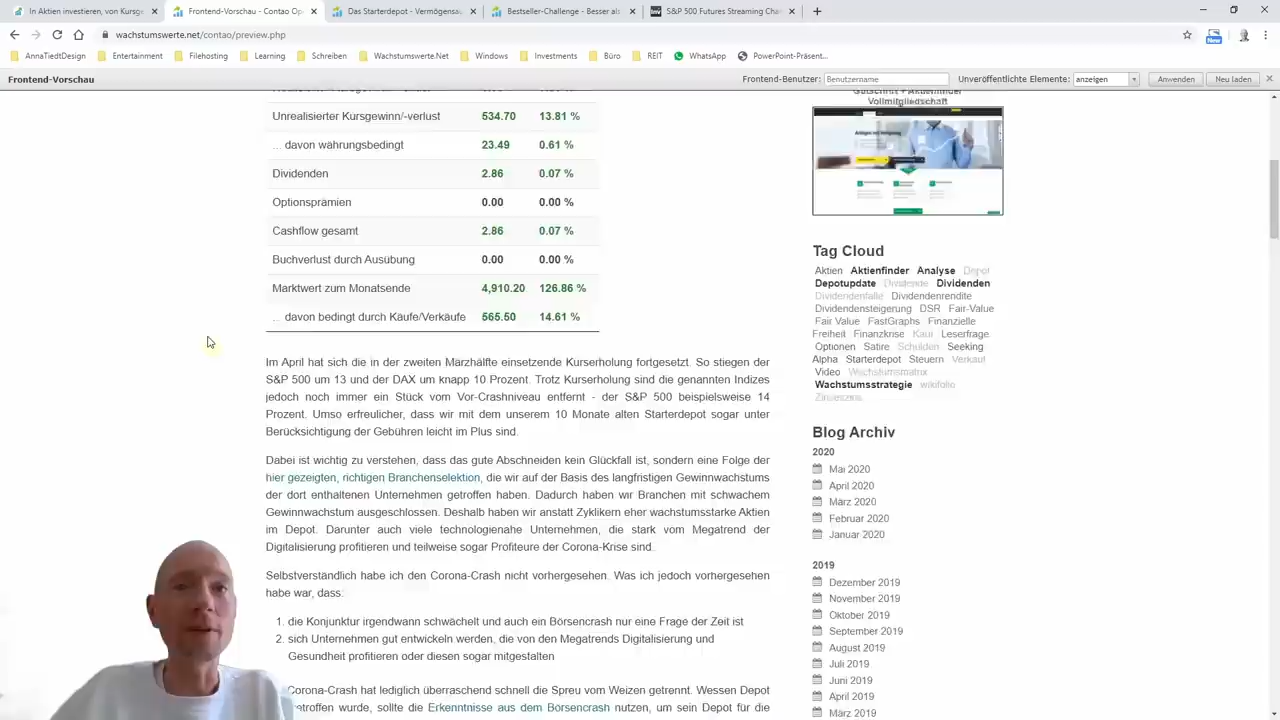 In Aktien investieren, von Kursg
Frontend-Vorschau - Contao Op
Das Starterdepot - Vermögensau
Bestseller-Challenge - Besser als
S&P 500 Futures Streaming Chart
wachstumswerte.net/contao/preview.php
New
AnnaTiedtDesign
Entertainment
Filehosting
Learning
Schreiben
WachstumsWerte.Net
Windows
Investments
Büro
REIT
WhatsApp
PowerPoint-Präsent...
Frontend-Vorschau
Frontend-Benutzer: Benutzername
Unveröffentlichte Elemente: anzeigen
Anwenden
Neu laden
Unrealisierter Kursgewinn/-verlust 534.70 13.81 %
... davon währungsbedingt 23.49 0.61 %
Dividenden 2.86 0.07 %
Optionsprämien 0.00 0.00 %
Cashflow gesamt 2.86 0.07 %
Buchverlust durch Ausübung 0.00 0.00 %
Marktwert zum Monatsende 4,910.20 126.86 %
... davon bedingt durch Käufe/Verkäufe 565.50 14.61 %
Im April hat sich die in der zweiten Märzhälfte einsetzende Kurserholung fortgesetzt. So stiegen der
S&P 500 um 13 und der DAX um knapp 10 Prozent. Trotz Kurserholung sind die genannten Indizes
jedoch noch immer ein Stück vom Vor-Crashniveau entfernt - der S&P 500 beispielsweise 14
Prozent. Umso erfreulicher, dass wir mit dem unserem 10 Monate alten Starterdepot sogar unter
Berücksichtigung der Gebühren leicht im Plus sind.
Dabei ist wichtig zu verstehen, dass das gute Abschneiden kein Glückfall ist, sondern eine Folge der
hier gezeigten, richtigen Branchenselektion, die wir auf der Basis des langfristigen Gewinnwachstums
der dort enthaltenen Unternehmen getroffen haben. Dadurch haben wir Branchen mit schwachem
Gewinnwachstum ausgeschlossen. Deshalb haben wir anstatt Zyklikern eher wachstumsstarke Aktien
im Depot. Darunter auch viele technologienahe Unternehmen, die stark vom Megatrend der
Digitalisierung profitieren und teilweise sogar Profiteure der Corona-Krise sind.
Selbstverständlich habe ich den Corona-Crash nicht vorhergesehen. Was ich jedoch vorhergesehen
habe war, dass:
1. die Konjunktur irgendwann schwächelt und auch ein Börsencrash nur eine Frage der Zeit ist
2. sich Unternehmen gut entwickeln werden, die von den Megatrends Digitalisierung und
Gesundheit profitieren oder diesen sogar mitgestalten
Corona-Crash hat lediglich überraschend schnell die Spreu vom Weizen getrennt. Wessen Depot
etroffen wurde, sollte die Erkenntnisse aus dem Börsencrash nutzen, um sein Depot für die
Gutschrift + Aktienfinder
Vollmitgliedschaft
Tag Cloud
Aktien Aktienfinder Analyse Depot
Depotupdate Dividende Dividenden
Dividendenfalle Dividendenrendite
Dividendensteigerung DSR Fair-Value
Fair Value FastGraphs Finanzielle
Freiheit Finanzkrise Kauf Leserfrage
Optionen Satire Schulden Seeking
Alpha Starterdepot Steuern Verkauf
Video Wachstumsmatrix
Wachstumsstrategie wikifolio
Zinseszins
Blog Archiv
2020
Mai 2020
April 2020
März 2020
Februar 2020
Januar 2020
2019
Dezember 2019
November 2019
Oktober 2019
September 2019
August 2019
Juli 2019
Juni 2019
April 2019
März 2019